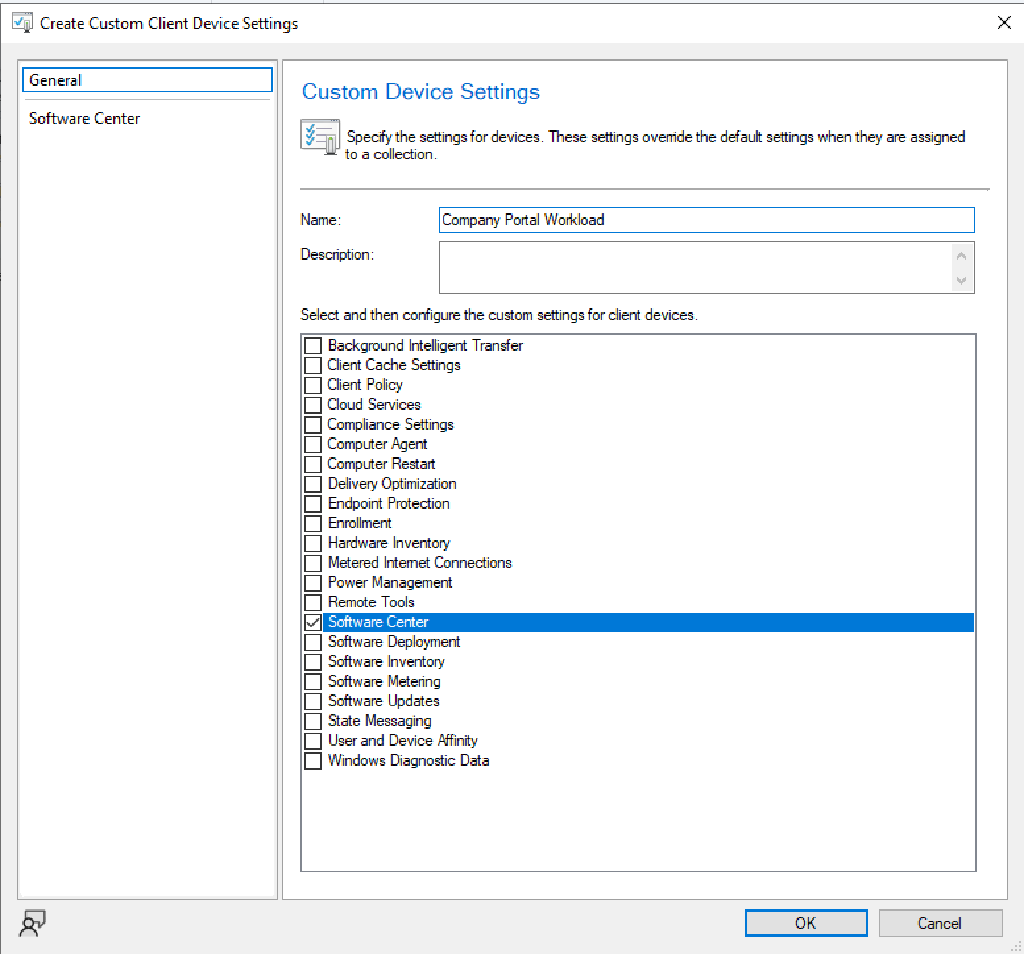 Create Custom Client Device Settings
General
Software Center
Custom Device Settings
Specify the settings for devices. These settings override the default settings when they are assigned
to a collection.
Name:
Company Portal Workload
Description:
Select and then configure the custom settings for client devices.
Background Intelligent Transfer
Client Cache Settings
Client Policy
Cloud Services
Compliance Settings
Computer Agent
Computer Restart
Delivery Optimization
Endpoint Protection
Enrollment
Hardware Inventory
Metered Internet Connections
Power Management
Remote Tools
Software Center
Software Deployment
Software Inventory
Software Metering
Software Updates
State Messaging
User and Device Affinity
Windows Diagnostic Data
OK
Cancel